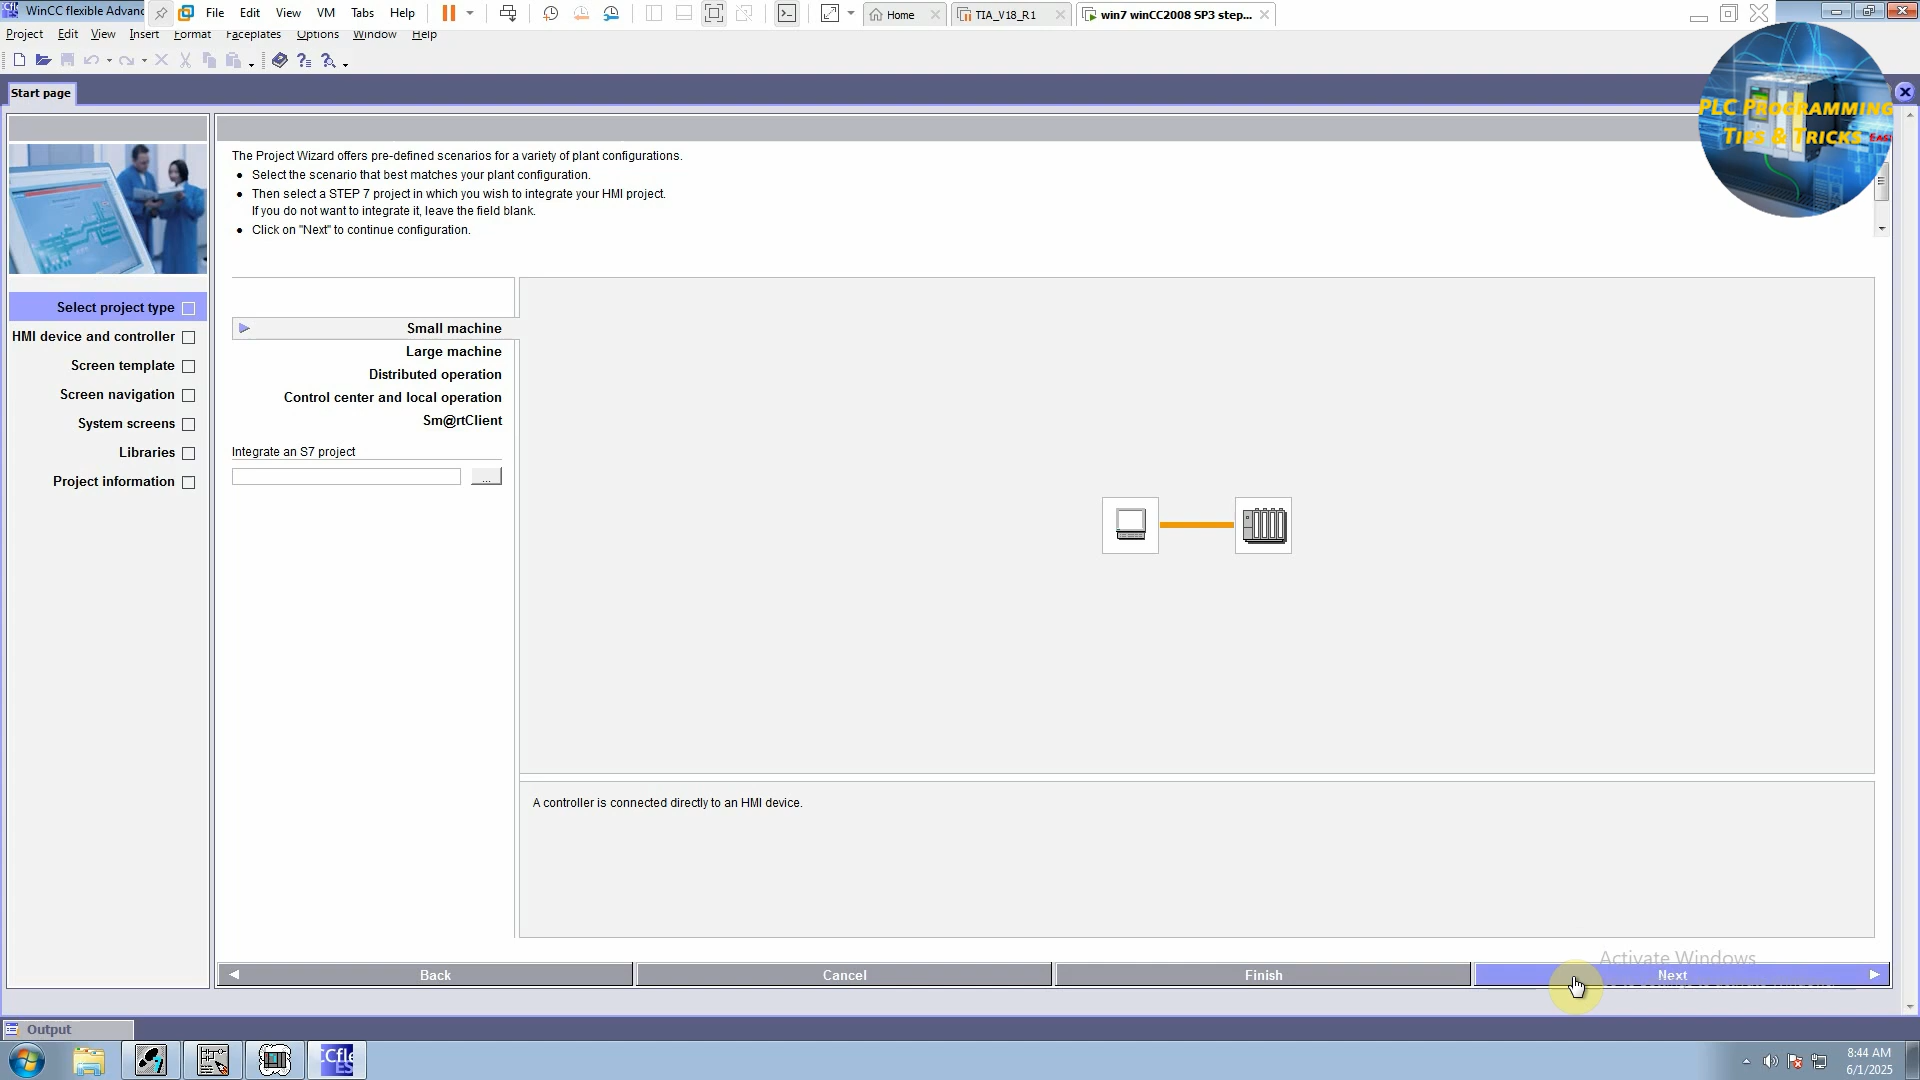 WinCC flexible Advanc
File Edit View VM Tabs Help
Home
TIA_V18_R1
win7 winCC2008 SP3 step...
Project Edit View Insert Format Faceplates Options Window Help
Start page
PLC PROGRAMMING
TIPS & TRICKS EASY
The Project Wizard offers pre-defined scenarios for a variety of plant configurations.
Select the scenario that best matches your plant configuration.
Then select a STEP 7 project in which you wish to integrate your HMI project.
If you do not want to integrate it, leave the field blank.
Click on "Next" to continue configuration.
Select project type
HMI device and controller
Screen template
Screen navigation
System screens
Libraries
Project information
Small machine
Large machine
Distributed operation
Control center and local operation
Sm@rtClient
Integrate an S7 project
...
A controller is connected directly to an HMI device.
Activate Windows
Back Cancel Finish Next
Output
CCfle
ES
8:44 AM
6/1/2025